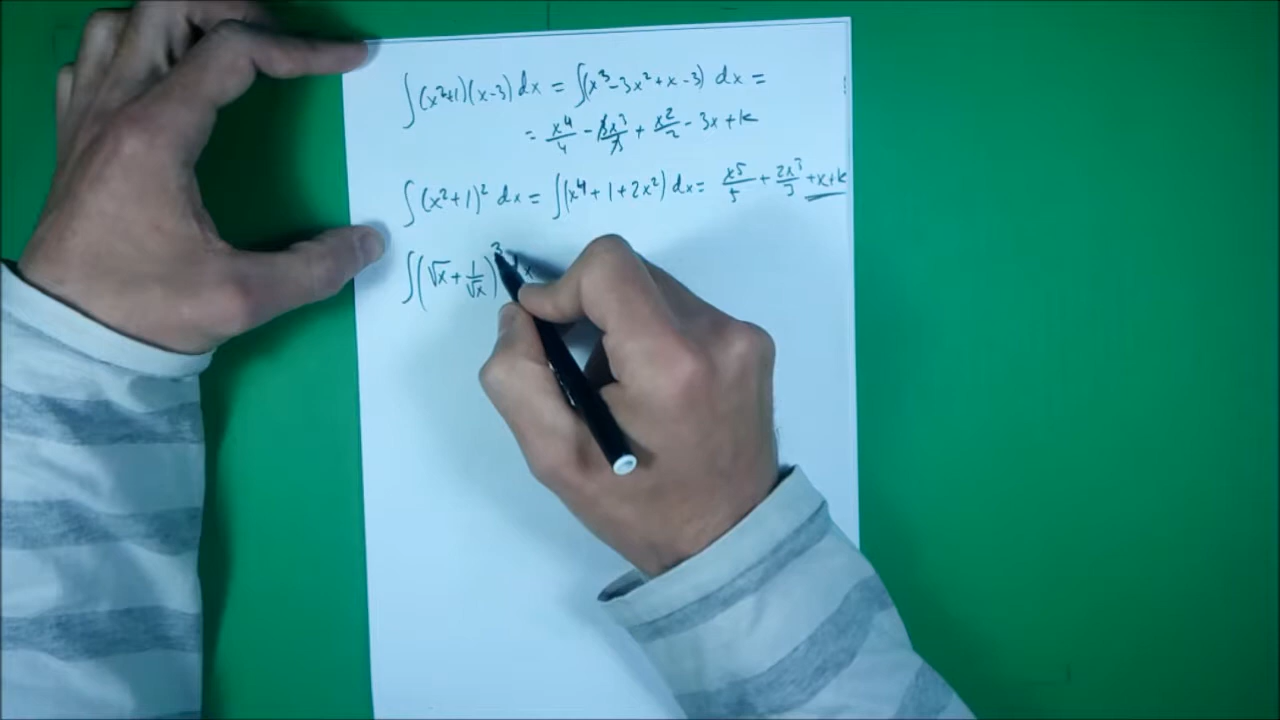 ∫(x²+1)(x-3) dx = ∫(x³-3x²+x-3) dx =
= x⁴/4 - 3x³/3 + x²/2 - 3x + k
∫(x²+1)² dx = ∫(x⁴+1+2x²) dx = x⁵/5 + 2x³/3 + x + k
∫(√x + 1/√x)³ dx